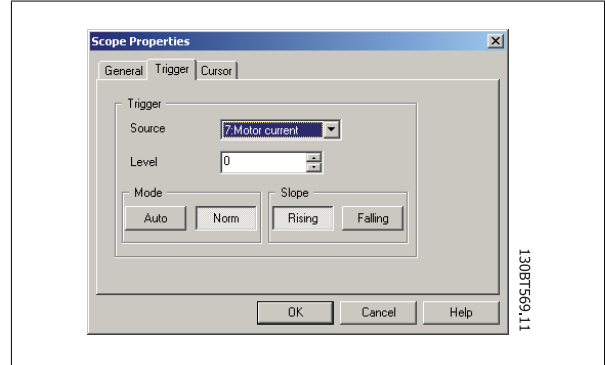 Scope Properties
General Trigger Cursor
Trigger
Source 7:Motor current
Level 0
Mode Slope
Auto Norm Rising Falling
OK Cancel Help
130BT569.11